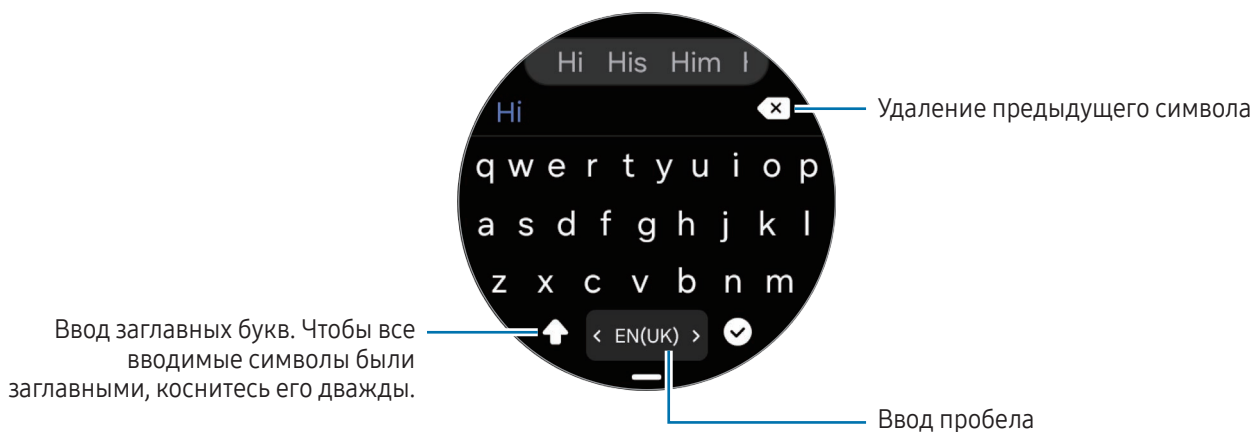 Hi His Him
Hi
Удаление предыдущего символа
q w e r t y u i o p
a s d f g h j k l
z x c v b n m
Ввод заглавных букв. Чтобы все
вводимые символы были
заглавными, коснитесь его дважды.
< EN(UK) >
Ввод пробела